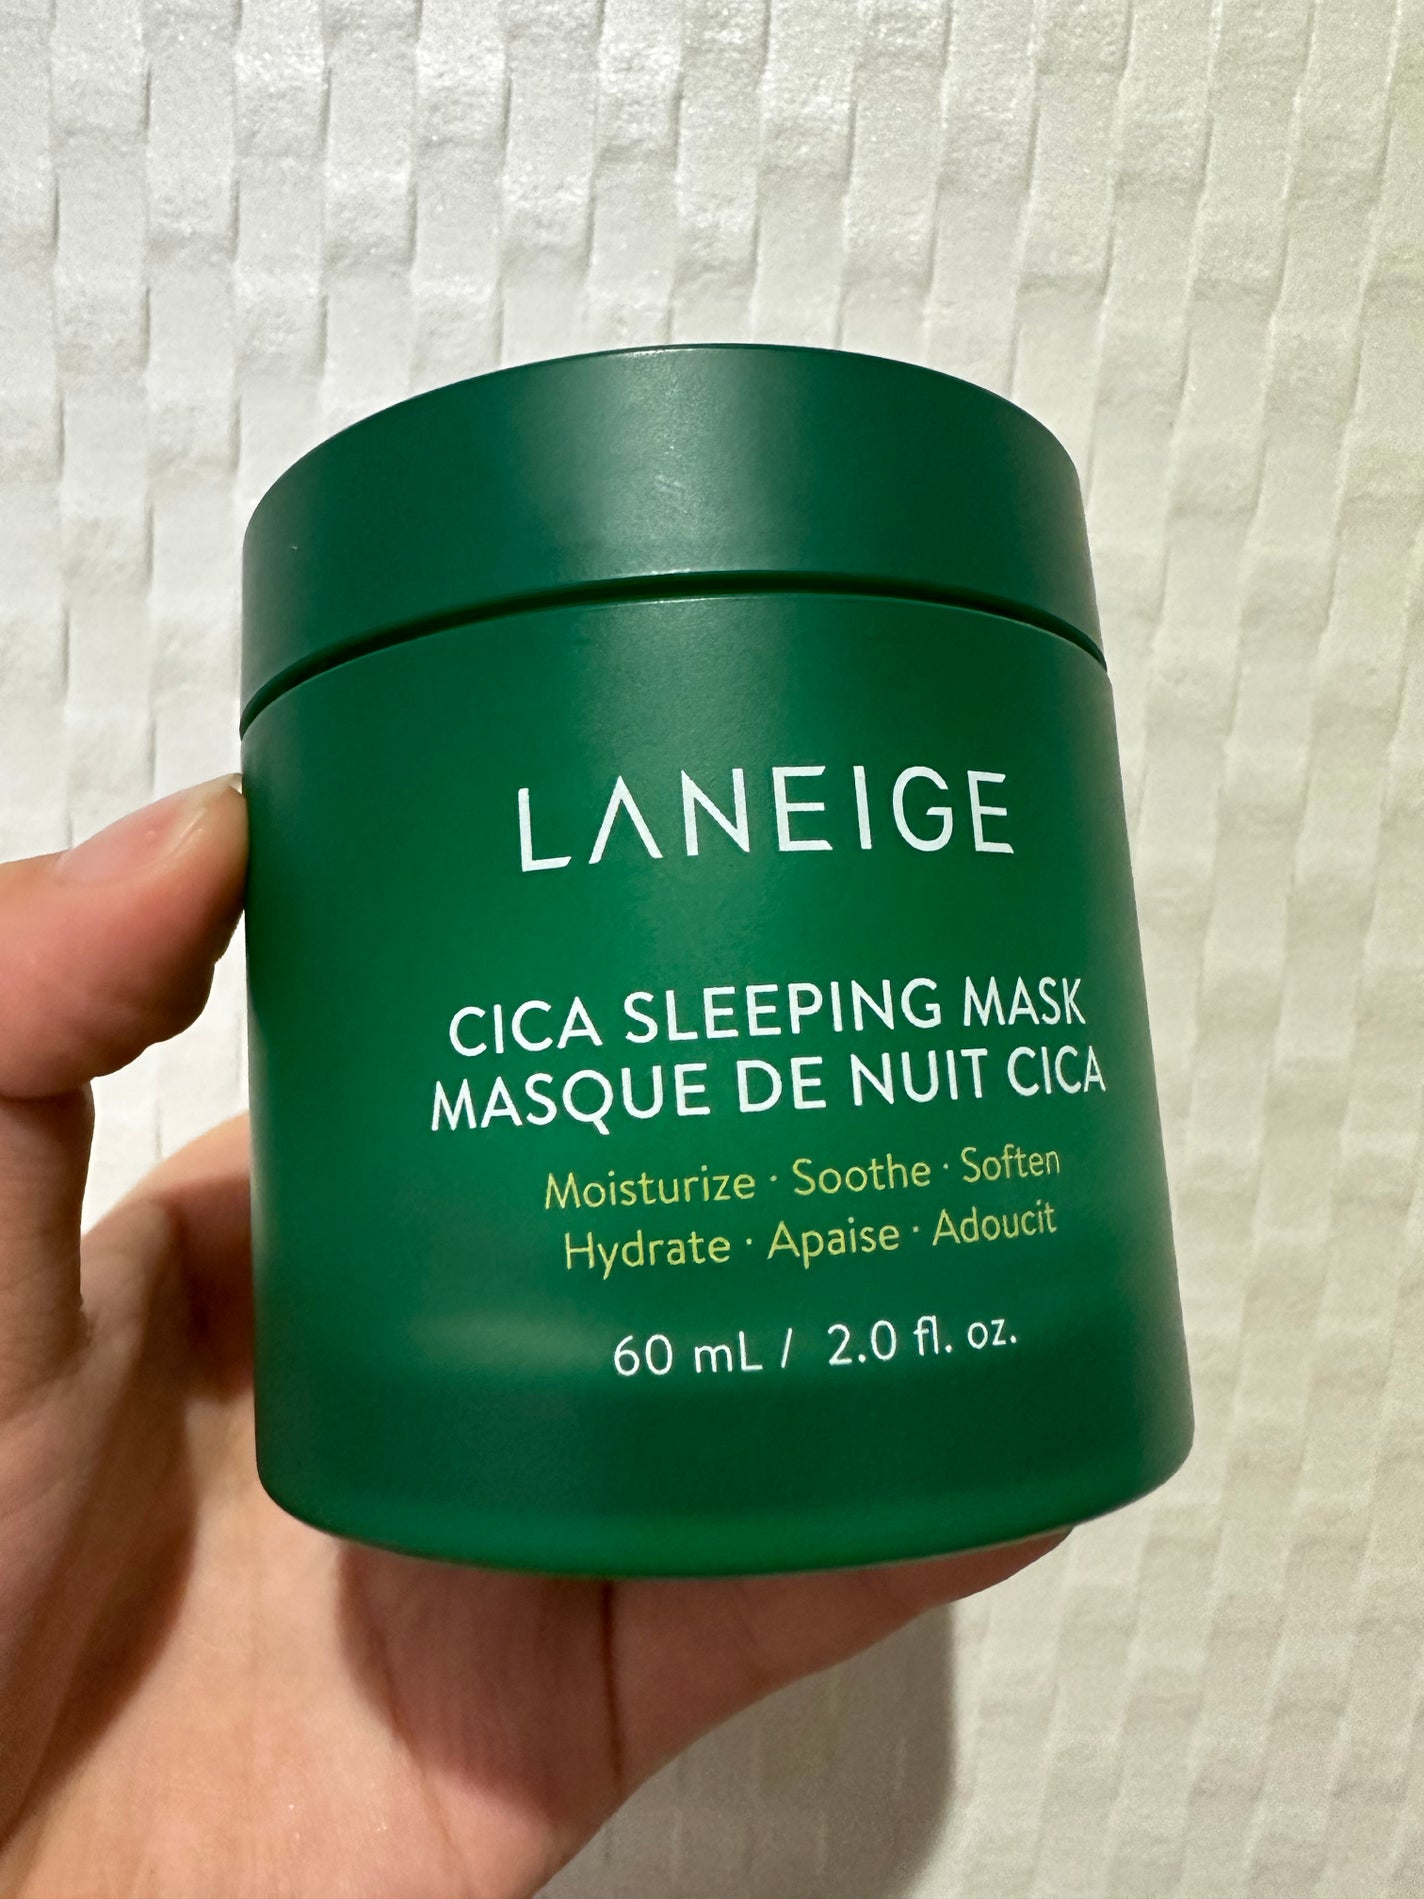 LANEIGE
CICA SLEEPING MASK
MASQUE DE NUIT CICA
Moisturize · Soothe · Soften
Hydrate · Apaise · Adoucit
60 mL / 2.0 fl. oz.